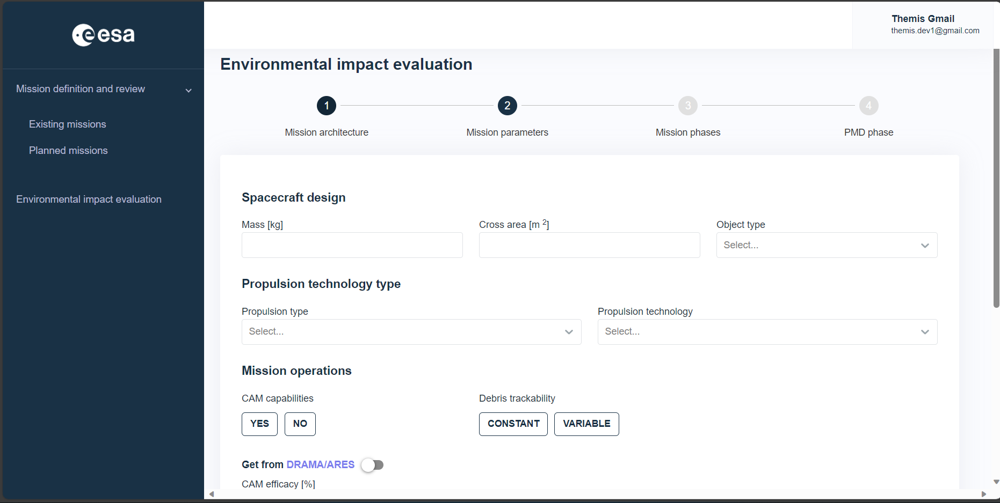 esa
Themis Gmail
themis.dev1@gmail.com
Mission definition and review
Existing missions
Planned missions
Environmental impact evaluation
Environmental impact evaluation
1 2 3 4
Mission architecture Mission parameters Mission phases PMD phase
Spacecraft design
Mass [kg] Cross area [m 2] Object type
Select...
Propulsion technology type
Propulsion type Propulsion technology
Select... Select...
Mission operations
CAM capabilities Debris trackability
YES NO CONSTANT VARIABLE
Get from DRAMA/ARES
CAM efficacy [%]